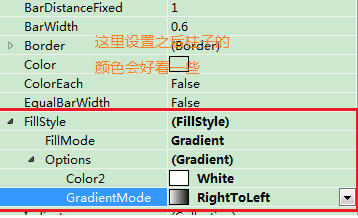 BarDistanceFixed 1
BarWidth 0.6
Border (Border)
这里设置之后柱子的
Color
颜色会好看一些
ColorEach False
EqualBarWidth False
FillStyle (FillStyle)
FillMode Gradient
Options (Gradient)
Color2 White
GradientMode RightToLeft